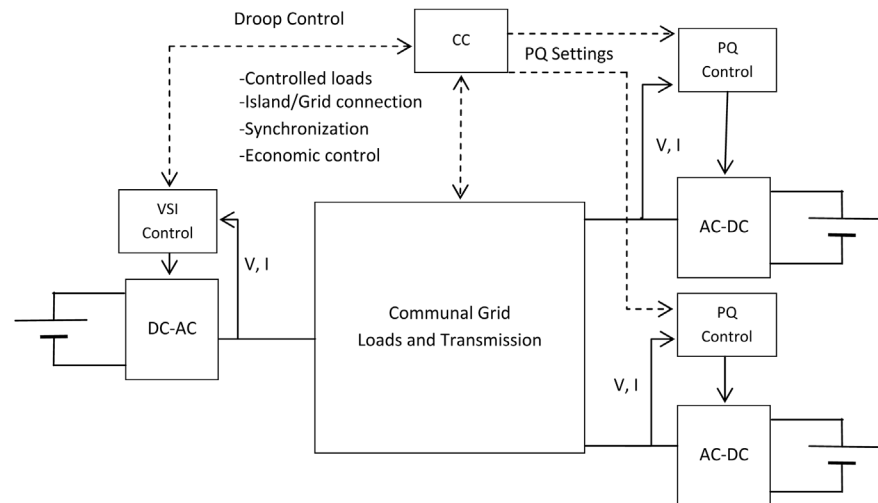 Droop Control
CC
PQ Settings
PQ
Control
-Controlled loads
-Island/Grid connection
-Synchronization
-Economic control
V, I
VSI
Control
AC-DC
V, I
DC-AC
Communal Grid
Loads and Transmission
PQ
Control
V, I
AC-DC